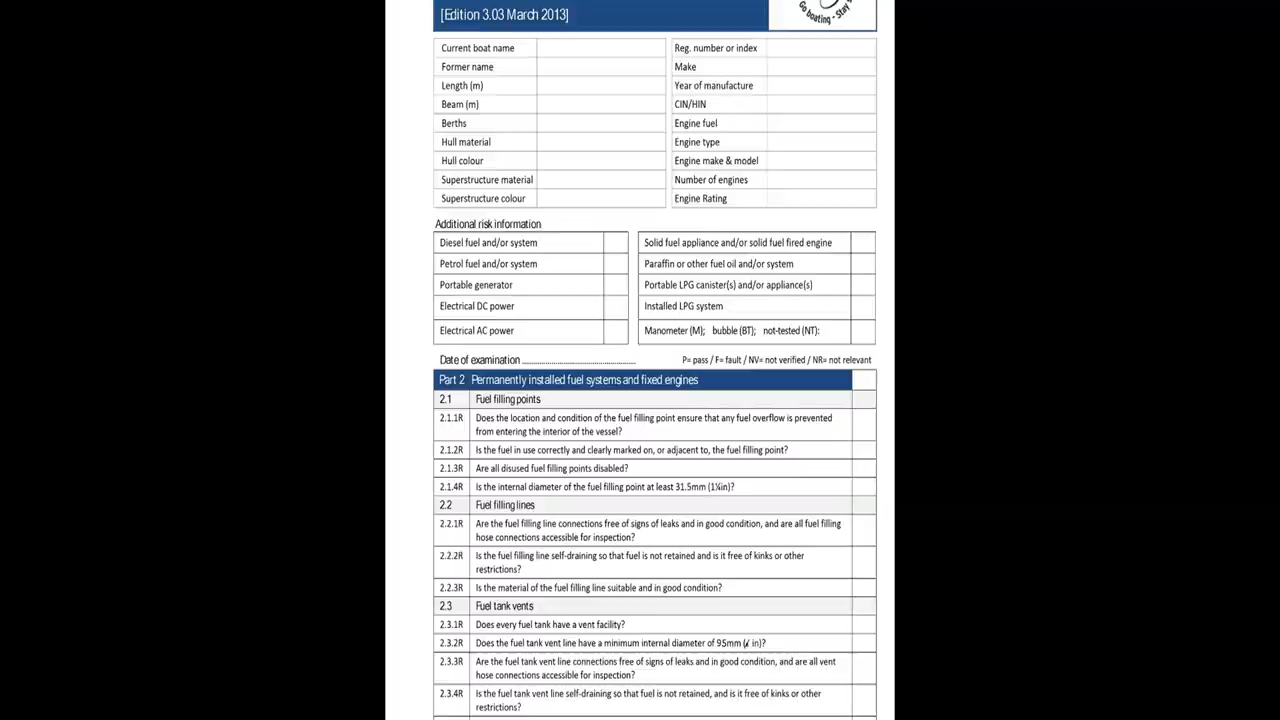 [Edition 3.03 March 2013]
Go boating - Stay
Current boat name
Reg. number or index
Former name
Make
Length (m)
Year of manufacture
Beam (m)
CIN/HIN
Berths
Engine fuel
Hull material
Engine type
Hull colour
Engine make & model
Superstructure material
Number of engines
Superstructure colour
Engine Rating
Additional risk information
Diesel fuel and/or system
Solid fuel appliance and/or solid fuel fired engine
Petrol fuel and/or system
Paraffin or other fuel oil and/or system
Portable generator
Portable LPG canister(s) and/or appliance(s)
Electrical DC power
Installed LPG system
Electrical AC power
Manometer (M); bubble (BT); not-tested (NT):
Date of examination ................................................
P= pass / F= fault / NV= not verified / NR= not relevant
Part 2 Permanently installed fuel systems and fixed engines
2.1 Fuel filling points
2.1.1R Does the location and condition of the fuel filling point ensure that any fuel overflow is prevented
from entering the interior of the vessel?
2.1.2R Is the fuel in use correctly and clearly marked on, or adjacent to, the fuel filling point?
2.1.3R Are all disused fuel filling points disabled?
2.1.4R Is the internal diameter of the fuel filling point at least 31.5mm (1¼in)?
2.2 Fuel filling lines
2.2.1R Are the fuel filling line connections free of signs of leaks and in good condition, and are all fuel filling
hose connections accessible for inspection?
2.2.2R Is the fuel filling line self-draining so that fuel is not retained and is it free of kinks or other
restrictions?
2.2.3R Is the material of the fuel filling line suitable and in good condition?
2.3 Fuel tank vents
2.3.1R Does every fuel tank have a vent facility?
2.3.2R Does the fuel tank vent line have a minimum internal diameter of 95mm ( in)?
2.3.3R Are the fuel tank vent line connections free of signs of leaks and in good condition, and are all vent
hose connections accessible for inspection?
2.3.4R Is the fuel tank vent line self-draining so that fuel is not retained, and is it free of kinks or other
restrictions?